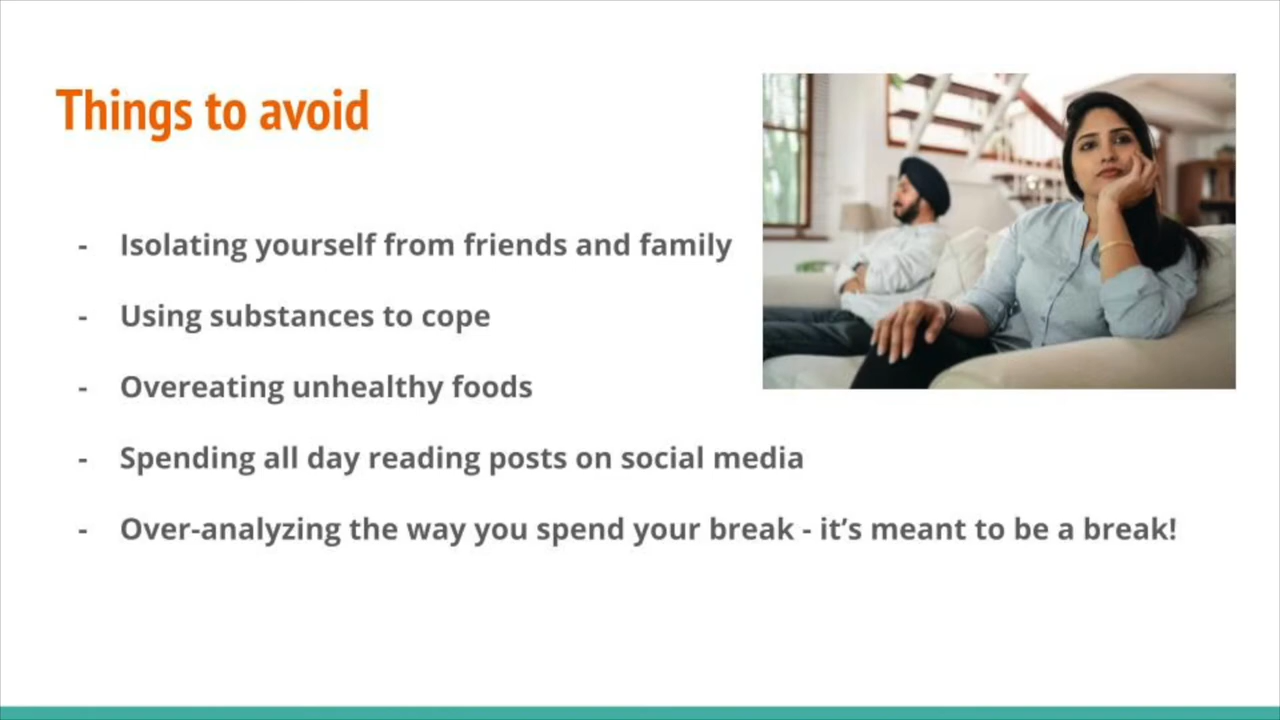 Things to avoid
- Isolating yourself from friends and family
- Using substances to cope
- Overeating unhealthy foods
- Spending all day reading posts on social media
- Over-analyzing the way you spend your break - it’s meant to be a break!